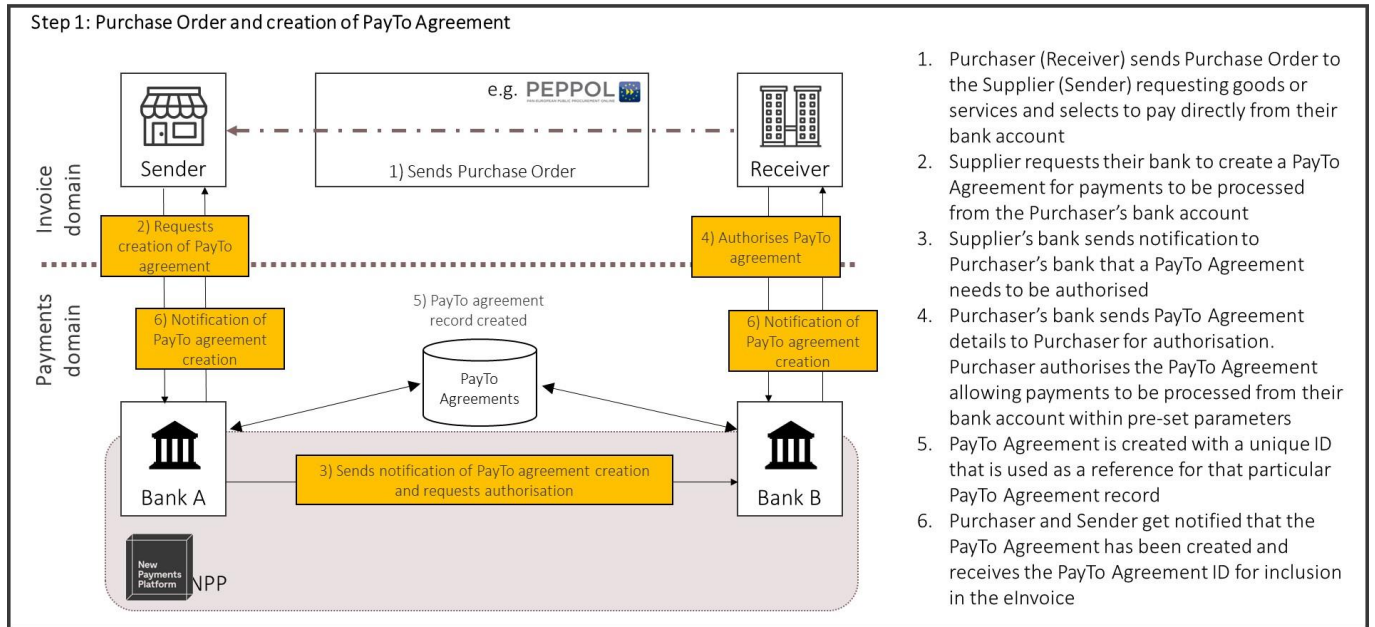 Step 1: Purchase Order and creation of PayTo Agreement
e.g. PEPPOL
PAN-EUROPEAN PUBLIC PROCUREMENT ONLINE
Sender
1) Sends Purchase Order
Receiver
Invoice
domain
2) Requests
creation of PayTo
agreement
4) Authorises PayTo
agreement
Payments
domain
6) Notification of
PayTo agreement
creation
5) PayTo agreement
record created
6) Notification of
PayTo agreement
creation
PayTo
Agreements
Bank A
3) Sends notification of PayTo agreement creation
and requests authorisation
Bank B
New
Payments
Platform
NPP
1. Purchaser (Receiver) sends Purchase Order to
the Supplier (Sender) requesting goods or
services and selects to pay directly from their
bank account
2. Supplier requests their bank to create a PayTo
Agreement for payments to be processed
from the Purchaser's bank account
3. Supplier's bank sends notification to
Purchaser's bank that a PayTo Agreement
needs to be authorised
4. Purchaser's bank sends PayTo Agreement
details to Purchaser for authorisation.
Purchaser authorises the PayTo Agreement
allowing payments to be processed from their
bank account within pre-set parameters
5. PayTo Agreement is created with a unique ID
that is used as a reference for that particular
PayTo Agreement record
6. Purchaser and Sender get notified that the
PayTo Agreement has been created and
receives the PayTo Agreement ID for inclusion
in the eInvoice